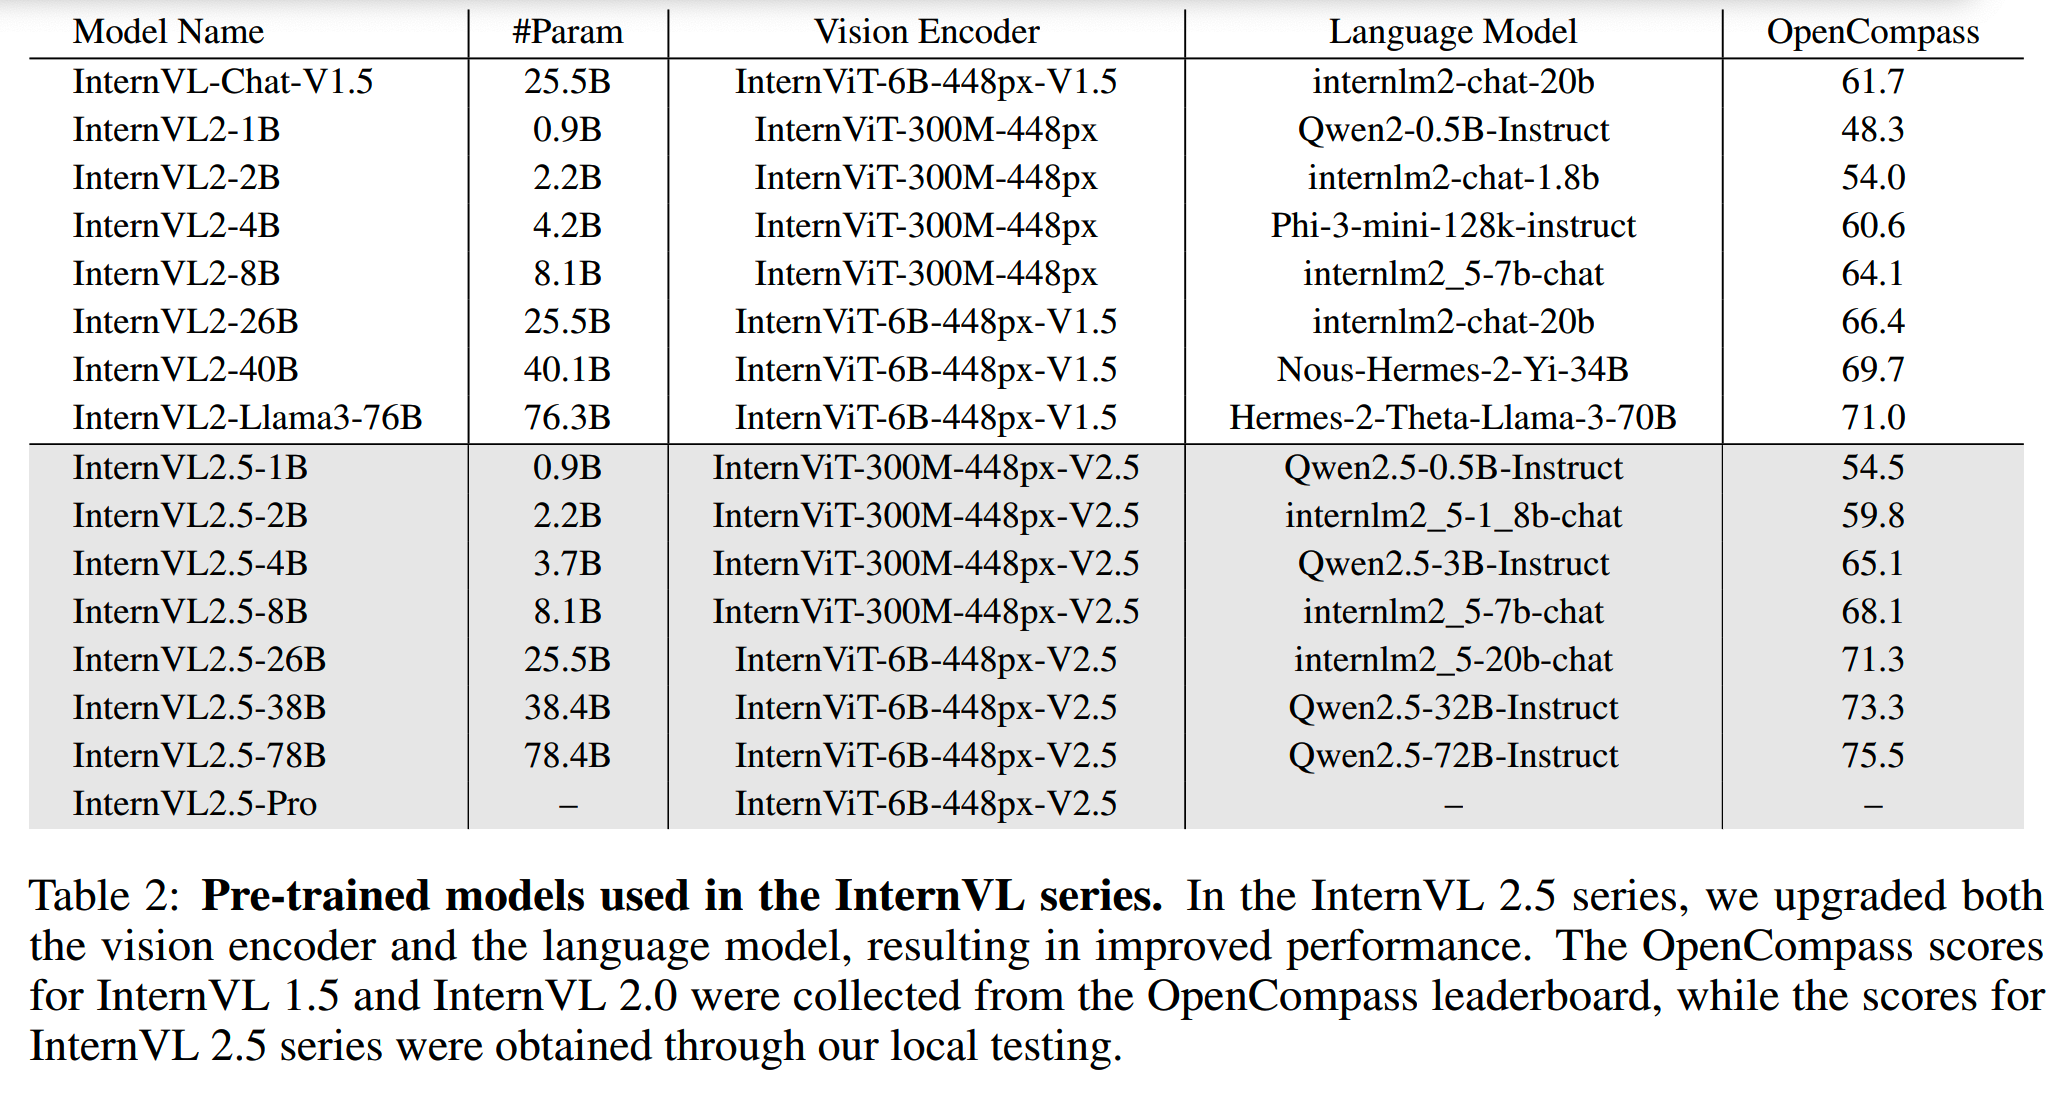 Model Name #Param Vision Encoder Language Model OpenCompass
InternVL-Chat-V1.5 25.5B InternViT-6B-448px-V1.5 internlm2-chat-20b 61.7
InternVL2-1B 0.9B InternViT-300M-448px Qwen2-0.5B-Instruct 48.3
InternVL2-2B 2.2B InternViT-300M-448px internlm2-chat-1.8b 54.0
InternVL2-4B 4.2B InternViT-300M-448px Phi-3-mini-128k-instruct 60.6
InternVL2-8B 8.1B InternViT-300M-448px internlm2_5-7b-chat 64.1
InternVL2-26B 25.5B InternViT-6B-448px-V1.5 internlm2-chat-20b 66.4
InternVL2-40B 40.1B InternViT-6B-448px-V1.5 Nous-Hermes-2-Yi-34B 69.7
InternVL2-Llama3-76B 76.3B InternViT-6B-448px-V1.5 Hermes-2-Theta-Llama-3-70B 71.0
InternVL2.5-1B 0.9B InternViT-300M-448px-V2.5 Qwen2.5-0.5B-Instruct 54.5
InternVL2.5-2B 2.2B InternViT-300M-448px-V2.5 internlm2_5-1_8b-chat 59.8
InternVL2.5-4B 3.7B InternViT-300M-448px-V2.5 Qwen2.5-3B-Instruct 65.1
InternVL2.5-8B 8.1B InternViT-300M-448px-V2.5 internlm2_5-7b-chat 68.1
InternVL2.5-26B 25.5B InternViT-6B-448px-V2.5 internlm2_5-20b-chat 71.3
InternVL2.5-38B 38.4B InternViT-6B-448px-V2.5 Qwen2.5-32B-Instruct 73.3
InternVL2.5-78B 78.4B InternViT-6B-448px-V2.5 Qwen2.5-72B-Instruct 75.5
InternVL2.5-Pro – InternViT-6B-448px-V2.5 – –
Table 2: Pre-trained models used in the InternVL series. In the InternVL 2.5 series, we upgraded both
the vision encoder and the language model, resulting in improved performance. The OpenCompass scores
for InternVL 1.5 and InternVL 2.0 were collected from the OpenCompass leaderboard, while the scores for
InternVL 2.5 series were obtained through our local testing.